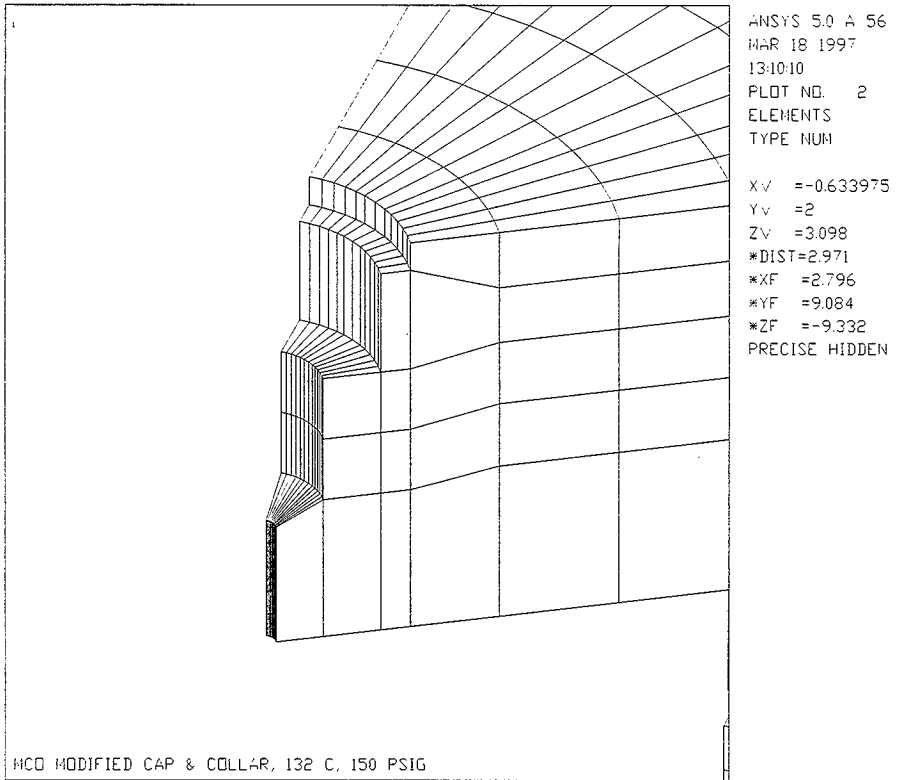 1
ANSYS 5.0 A 56
MAR 18 1997
13:10:10
PLOT NO. 2
ELEMENTS
TYPE NUM
XV =-0.633975
YV =2
ZV =3.098
*DIST=2.971
*XF =2.796
*YF =9.084
*ZF =-9.332
PRECISE HIDDEN
MCO MODIFIED CAP & COLLAR, 132 C, 150 PSIG